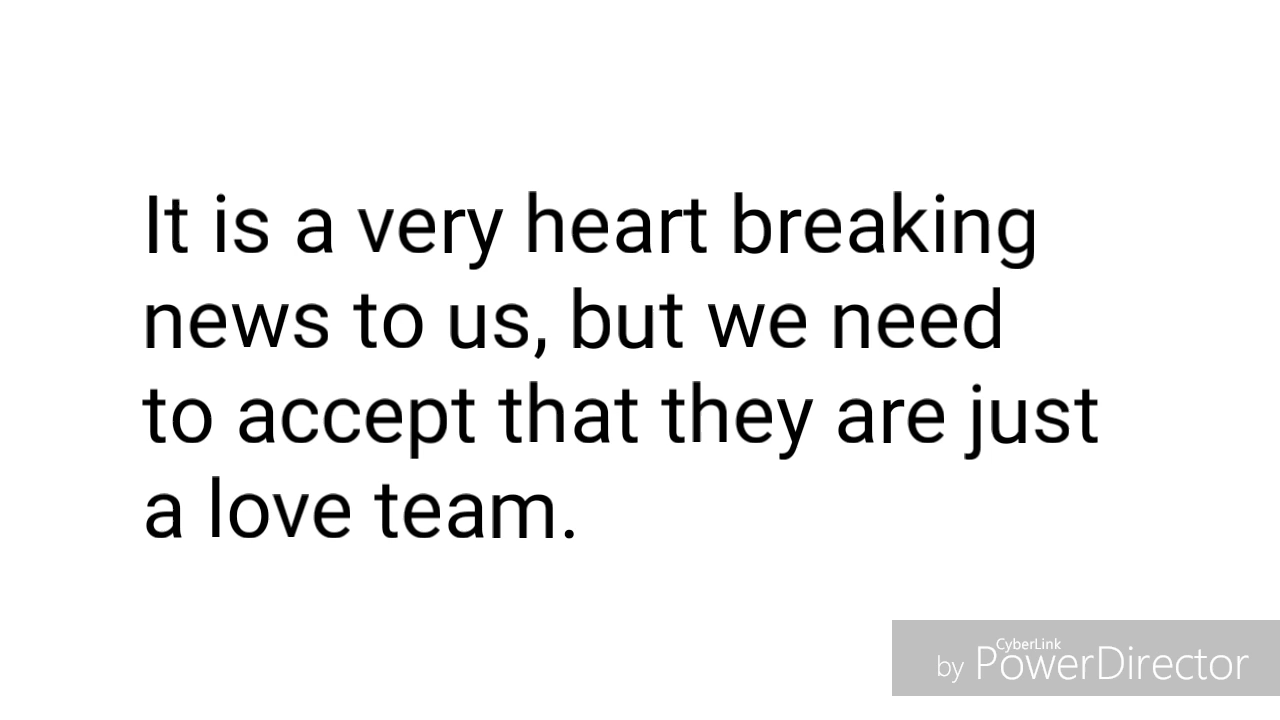 It is a very heart breaking
news to us, but we need
to accept that they are just
a love team.
CyberLink
by PowerDirector